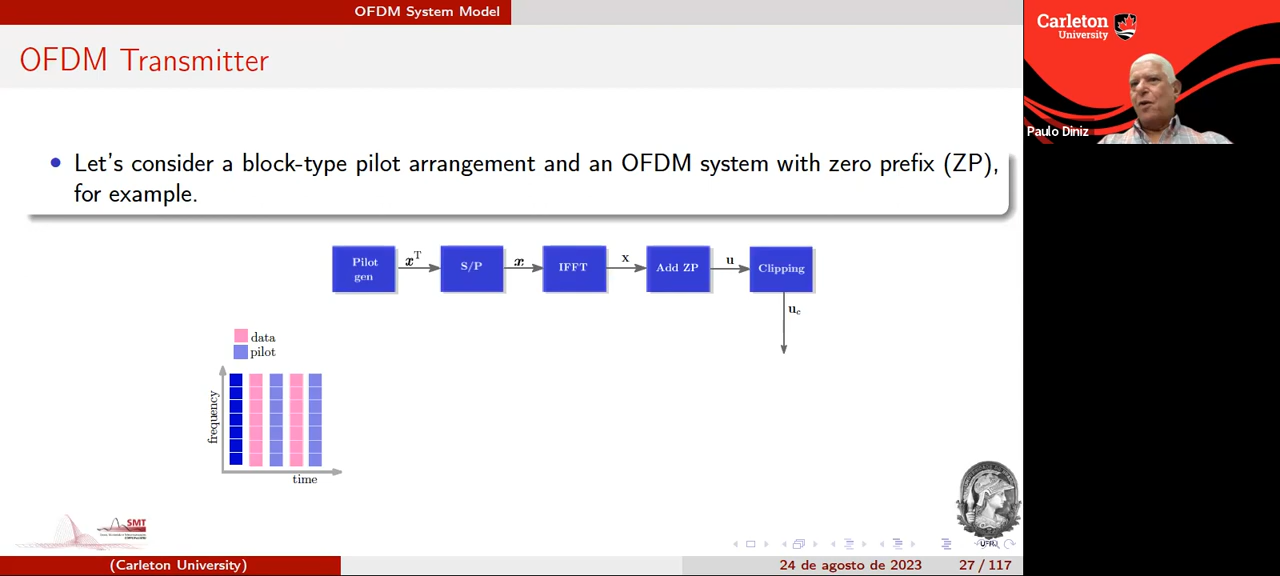 OFDM System Model
OFDM Transmitter
Let's consider a block-type pilot arrangement and an OFDM system with zero prefix (ZP),
for example.
Pilot
gen
x^T
S/P
x
IFFT
x
Add ZP
u
Clipping
u_c
data
pilot
frequency
time
SMT
UFRJ
(Carleton University)
24 de agosto de 2023
27 / 117
Carleton
University
Paulo Diniz